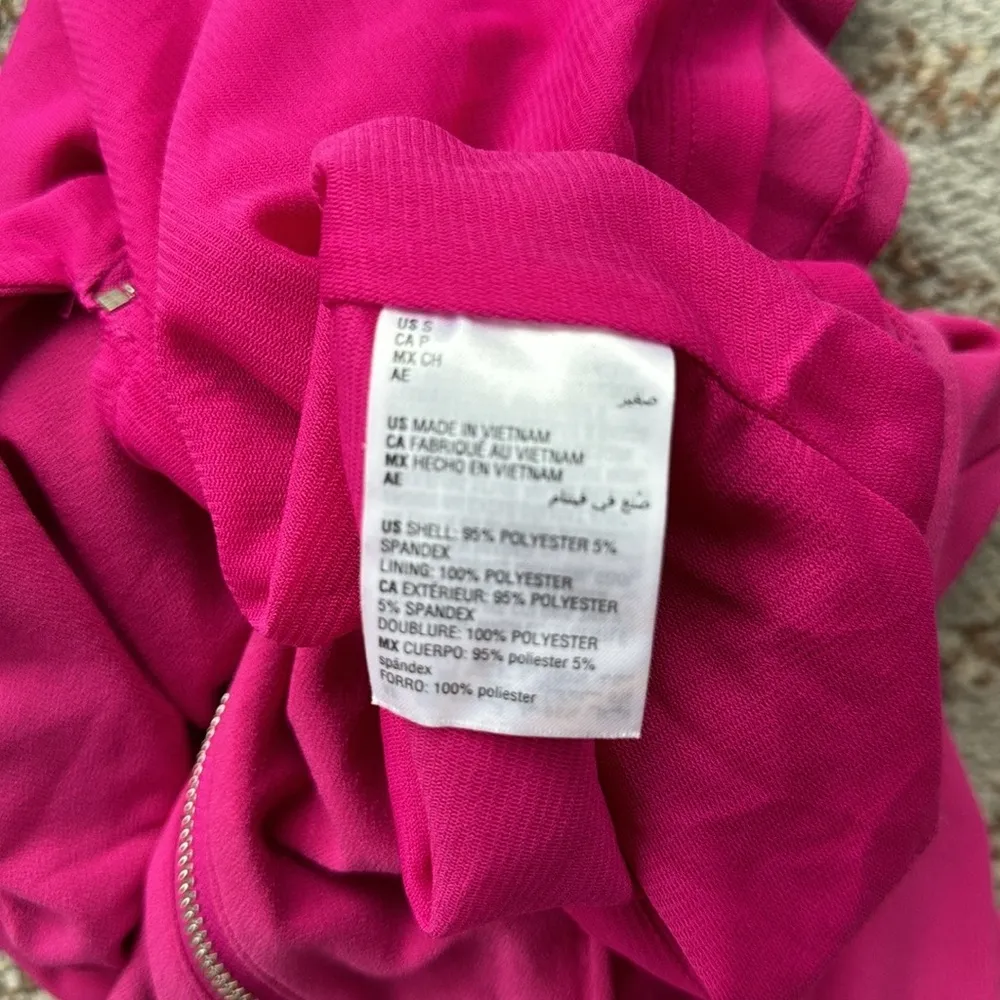 US S
CA P
MX CH
AE
صغير
US MADE IN VIETNAM
CA FABRIQUÉ AU VIETNAM
MX HECHO EN VIETNAM
AE
صُنع في فيتنام
US SHELL: 95% POLYESTER 5%
SPANDEX
LINING: 100% POLYESTER
CA EXTÉRIEUR: 95% POLYESTER
5% SPANDEX
DOUBLURE: 100% POLYESTER
MX CUERPO: 95% poliester 5%
spándex
FORRO: 100% poliester